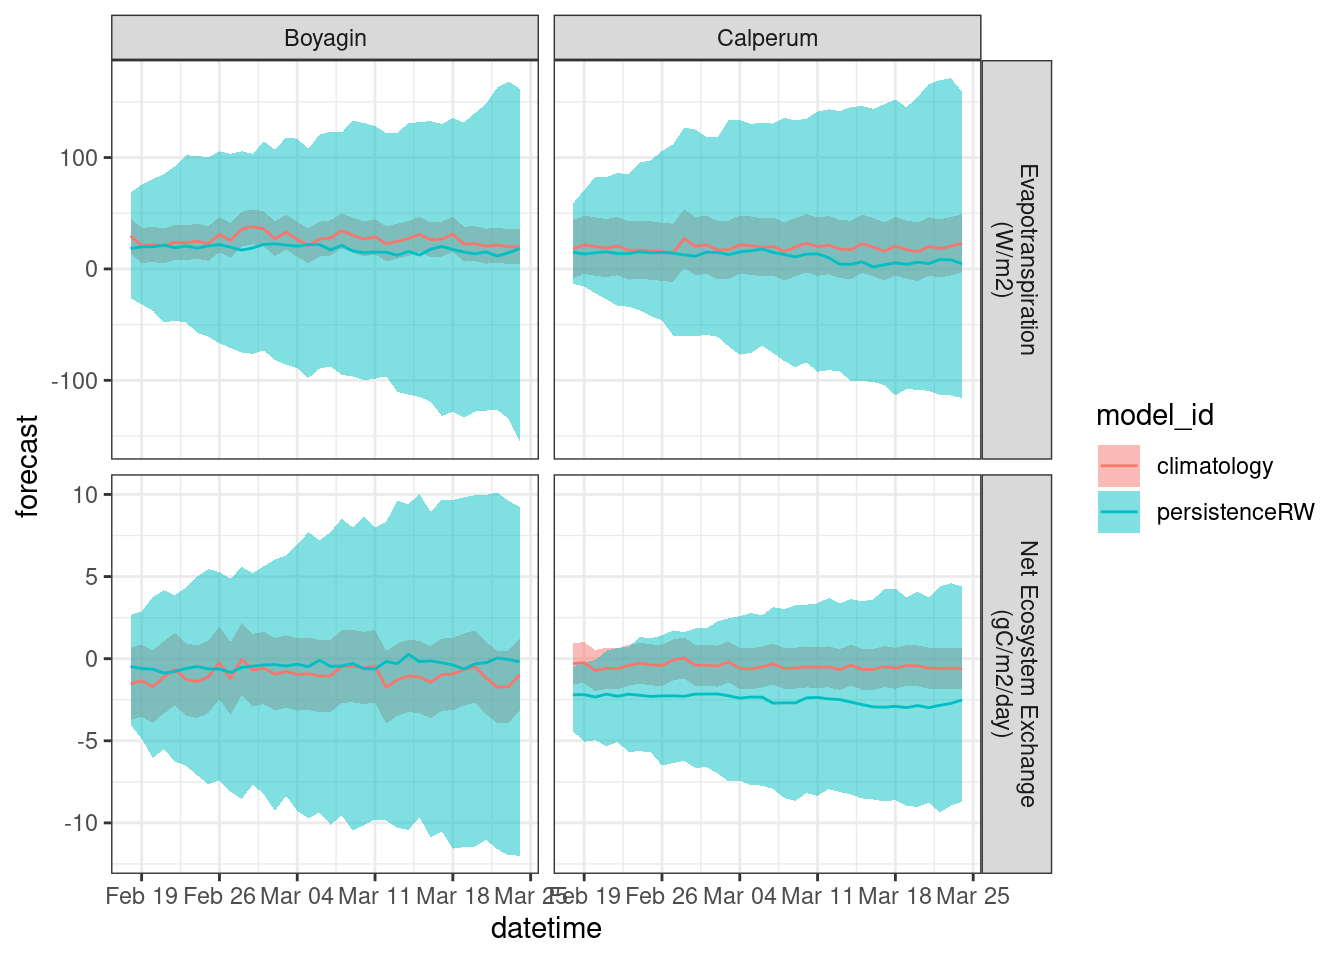 Boyagin
Calperum
100
0
-100
Evapotranspiration
(W/m2)
10
5
0
-5
-10
Net Ecosystem Exchange
(gC/m2/day)
forecast
Feb 19 Feb 26 Mar 04 Mar 11 Mar 18 Mar 25
Feb 19 Feb 26 Mar 04 Mar 11 Mar 18 Mar 25
datetime
model_id
climatology
persistenceRW